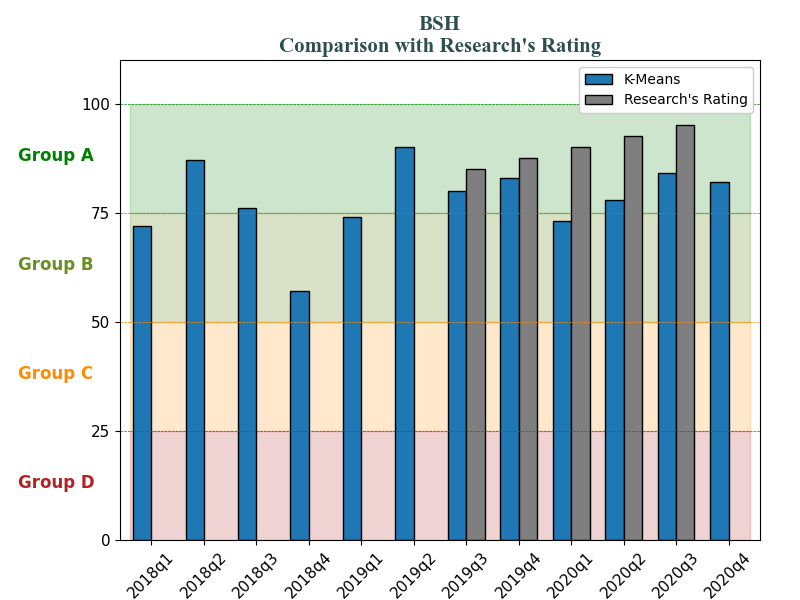 BSH
Comparison with Research's Rating
K-Means
Research's Rating
100
Group A
75
Group B
50
Group C
25
Group D
0
2018q1 2018q2 2018q3 2018q4 2019q1 2019q2 2019q3 2019q4 2020q1 2020q2 2020q3 2020q4